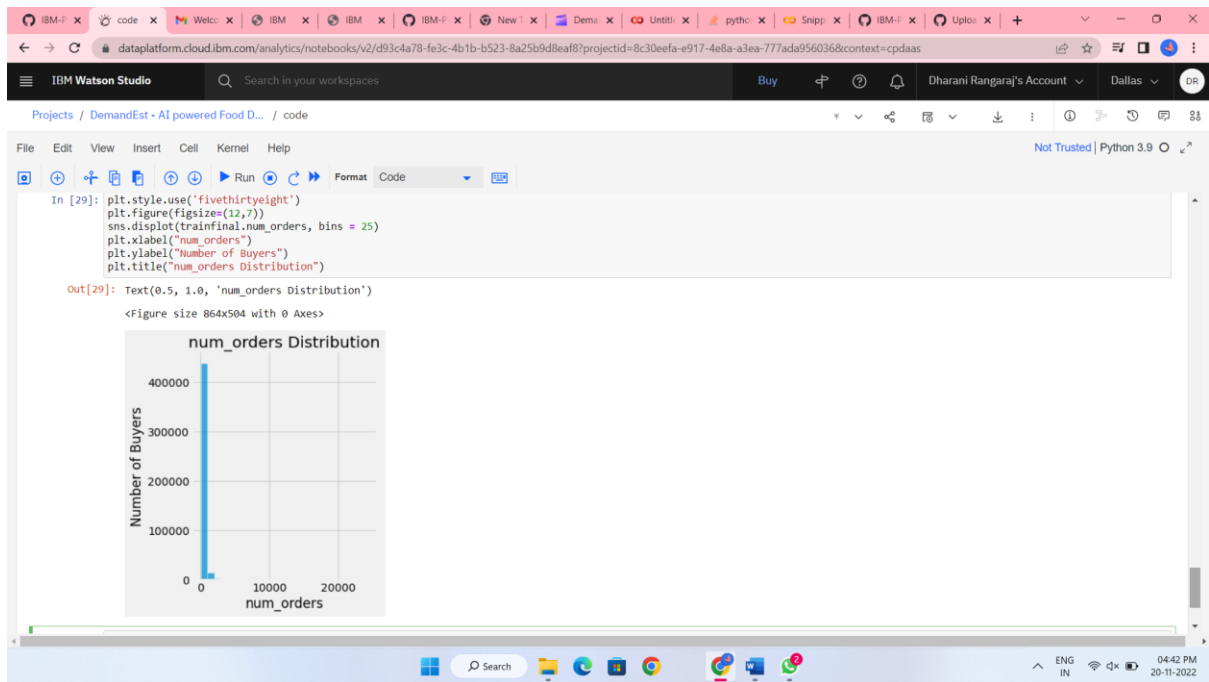 IBM-P code Welco IBM IBM IBM-P New T Dema Untitle pytho Snipp IBM-P Uploa
dataplatform.cloud.ibm.com/analytics/notebooks/v2/d93c4a78-fe3c-4b1b-b523-8a25b9d8eaf8?projectid=8c30eefa-e917-4e8a-a3ea-777ada956036&context=cpdaas
IBM Watson Studio Search in your workspaces Buy Dharani Rangaraj's Account Dallas DR
Projects / DemandEst - AI powered Food D... / code
File Edit View Insert Cell Kernel Help Not Trusted | Python 3.9
Run Format Code
In [29]: plt.style.use('fivethirtyeight')
plt.figure(figsize=(12,7))
sns.displot(trainfinal.num_orders, bins = 25)
plt.xlabel("num_orders")
plt.ylabel("Number of Buyers")
plt.title("num_orders Distribution")
Out[29]: Text(0.5, 1.0, 'num_orders Distribution')
<Figure size 864x504 with 0 Axes>
num_orders Distribution
Number of Buyers
400000
300000
200000
100000
0
0 10000 20000
num_orders
Search 2 ENG 04:42 PM
IN 20-11-2022